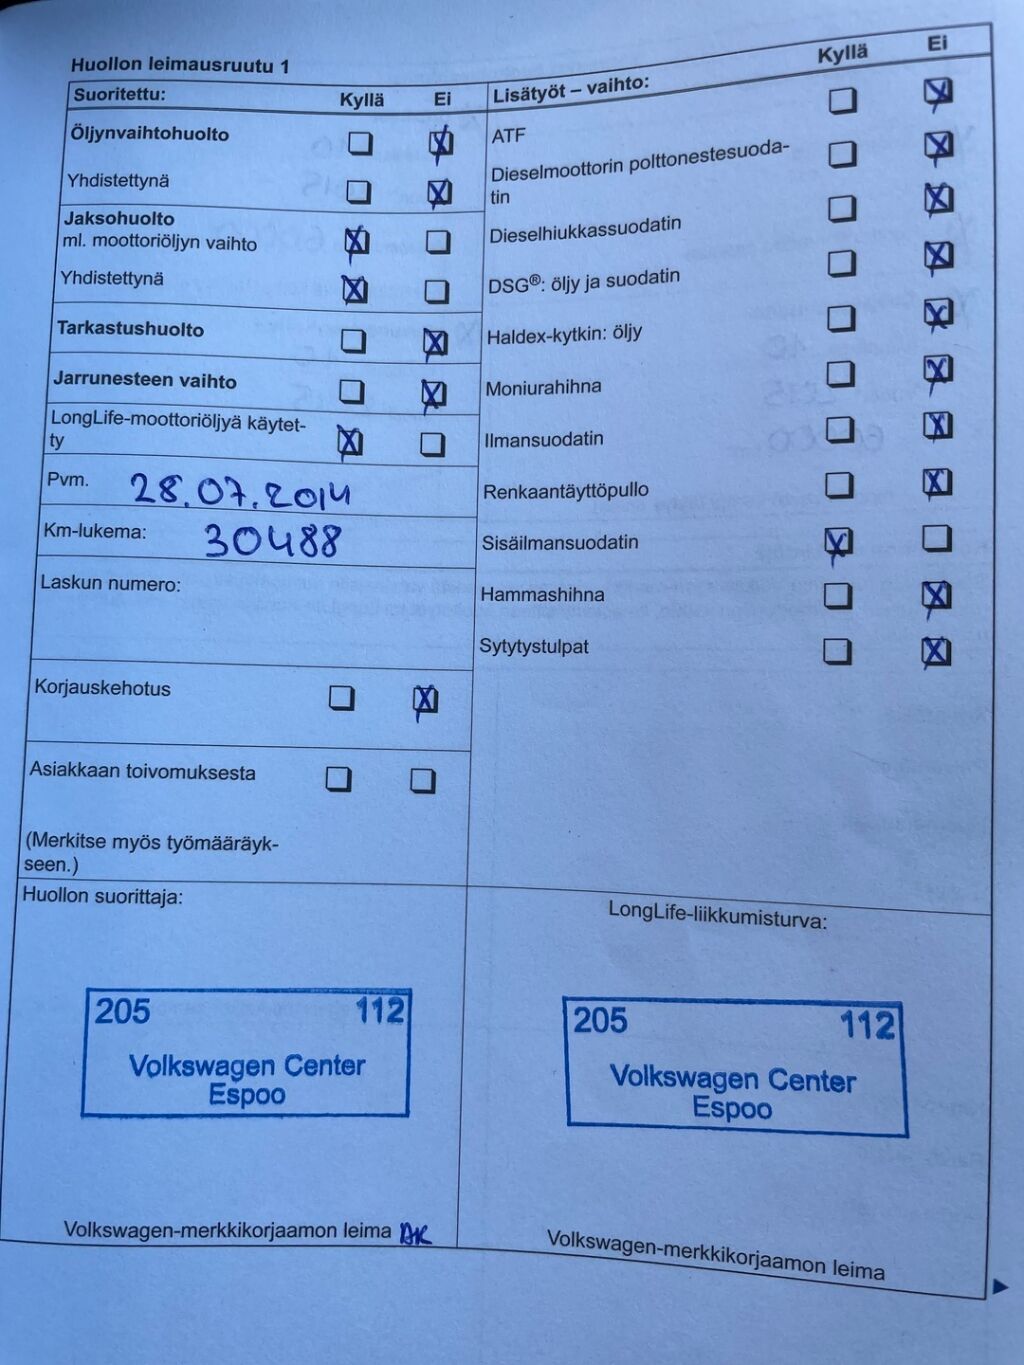 Huollon leimausruutu 1
Suoritettu: Kyllä Ei
Öljynvaihtohuolto
Yhdistettynä
Jaksohuolto
ml. moottoriöljyn vaihto
Yhdistettynä
Tarkastushuolto
Jarrunesteen vaihto
LongLife-moottoriöljyä käytet-
ty
Pvm. 28.07.2014
Km-lukema: 30488
Laskun numero:
Korjauskehotus
Asiakkaan toivomuksesta
(Merkitse myös työmääräyk-
seen.)
Lisätyöt – vaihto: Kyllä Ei
ATF
Dieselmoottorin polttonestesuoda-
tin
Dieselhiukkassuodatin
DSG®: öljy ja suodatin
Haldex-kytkin: öljy
Moniurahihna
Ilmansuodatin
Renkaantäyttöpullo
Sisäilmansuodatin
Hammashihna
Sytytystulpat
Huollon suorittaja:
205 112
Volkswagen Center
Espoo
Volkswagen-merkkikorjaamon leima
LongLife-liikkumisturva:
205 112
Volkswagen Center
Espoo
Volkswagen-merkkikorjaamon leima